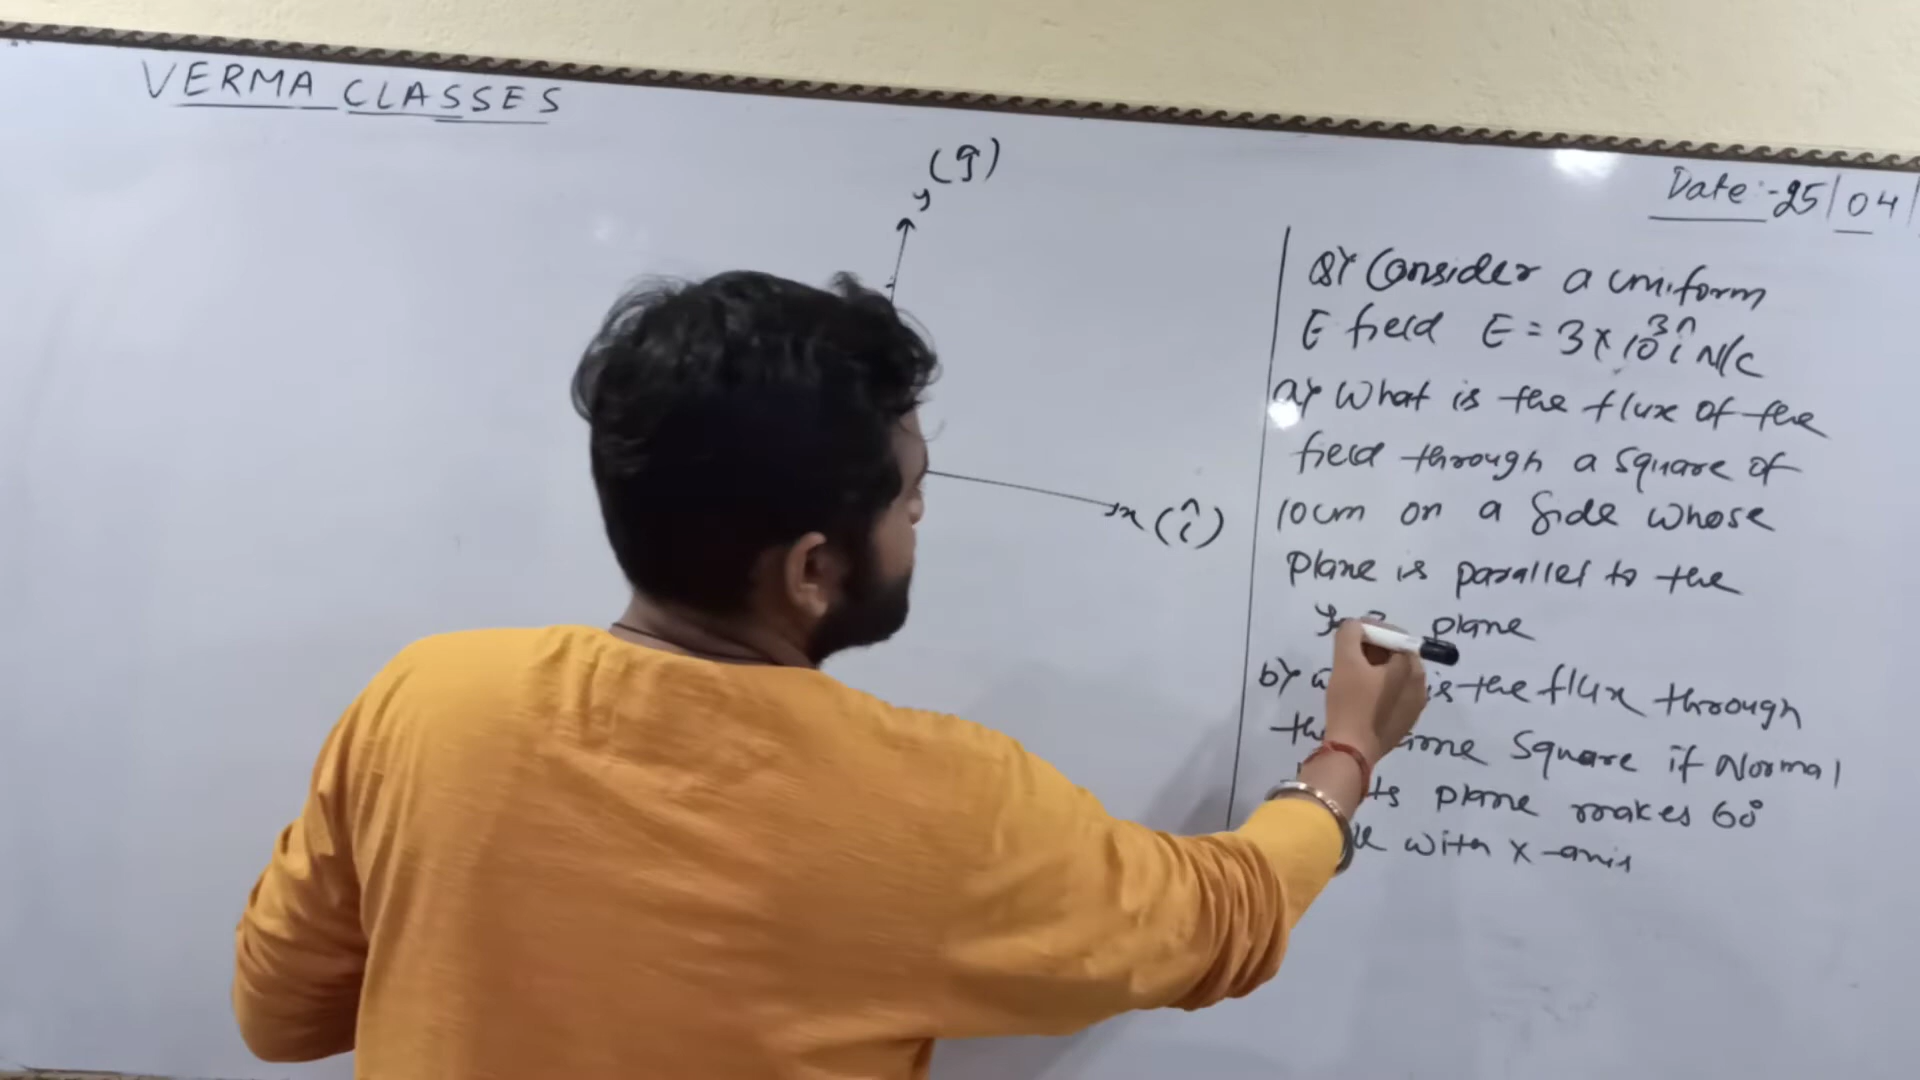 VERMA CLASSES
Date:-25/04/
y (ĵ)
x (î)
Q) Consider a uniform
E field E = 3 x 10³ î N/C
a) What is the flux of the
field through a square of
10cm on a side whose
Plane is parallel to the
plane
b) is the flux through
Square if Normal
plane makes 60°
with x-axis